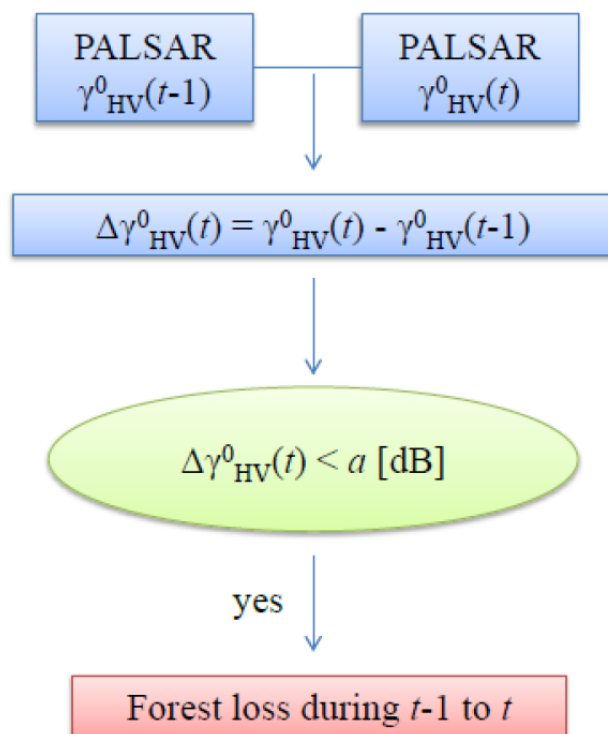 PALSAR
γ⁰HV(t-1)
PALSAR
γ⁰HV(t)
Δγ⁰HV(t) = γ⁰HV(t) - γ⁰HV(t-1)
Δγ⁰HV(t) < a [dB]
yes
Forest loss during t-1 to t